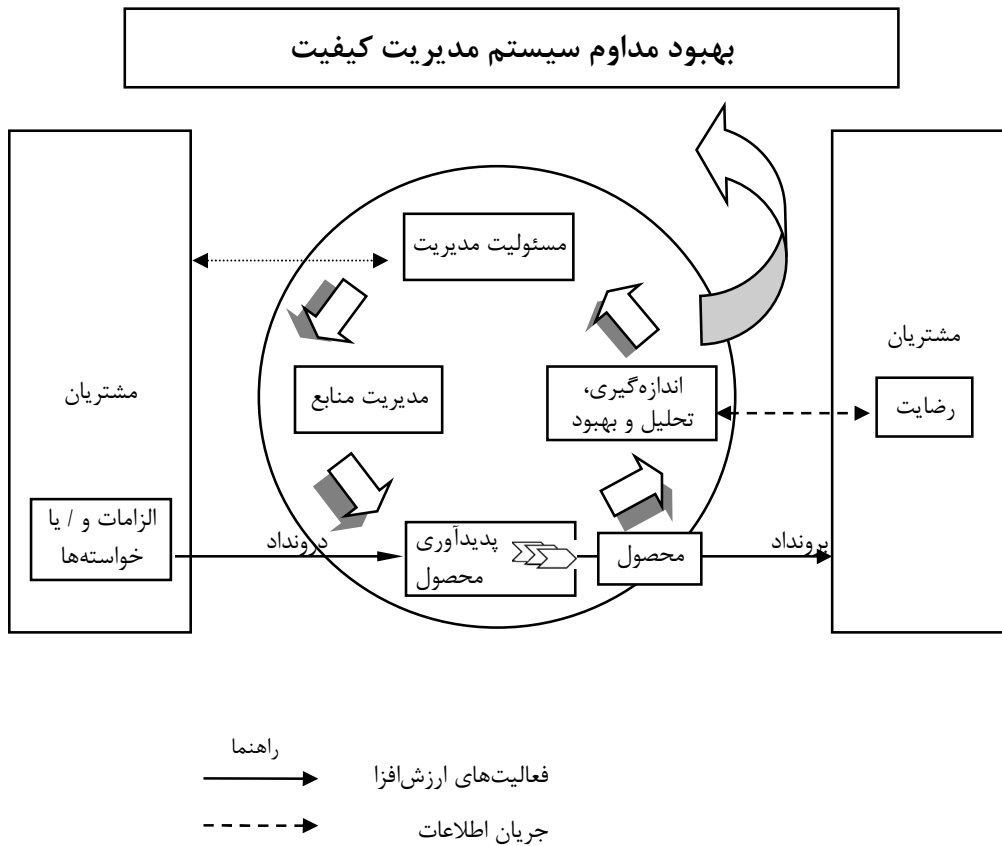 بهبود مداوم سیستم مدیریت کیفیت
مسئولیت مدیریت
مشتریان
رضایت
اندازه‌گیری،
تحلیل و بهبود
مدیریت منابع
مشتریان
الزامات و / یا
خواسته‌ها
درونداد
پدیدآوری
محصول
محصول
برونداد
راهنما
فعالیت‌های ارزش‌افزا
جریان اطلاعات